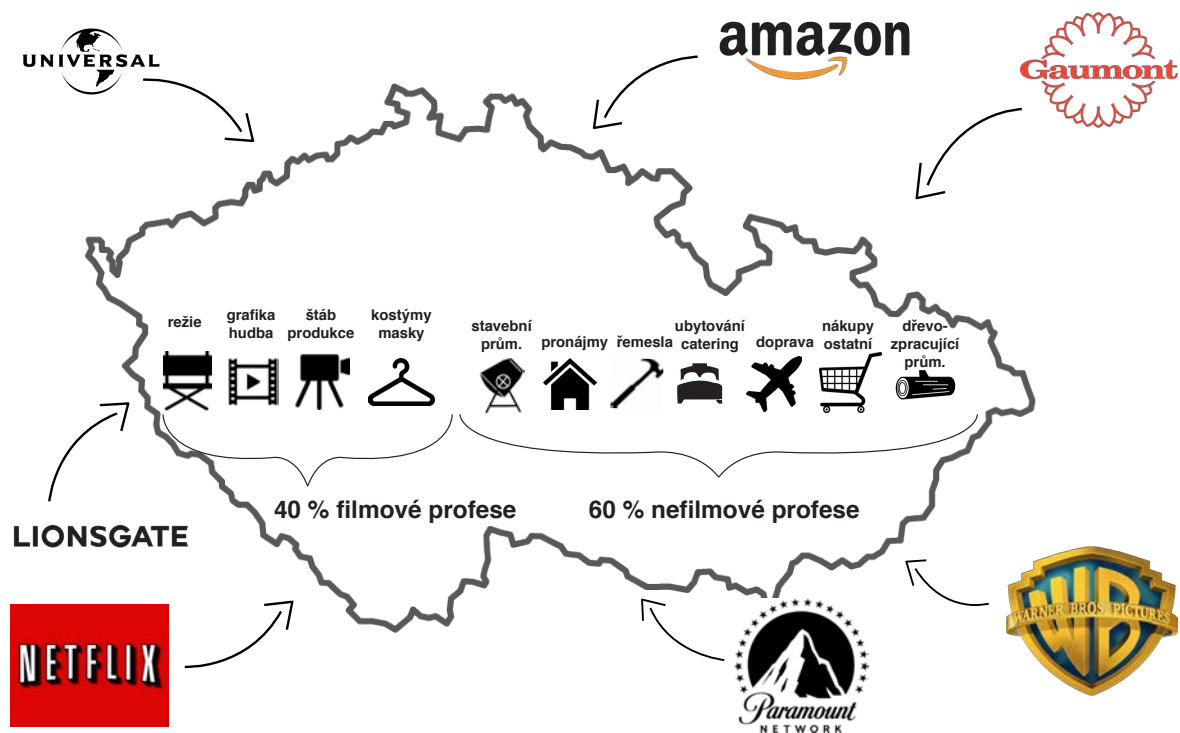 UNIVERSAL
amazon
Gaumont
režie
grafika
hudba
štáb
produkce
kostýmy
masky
stavební
prům.
pronájmy
řemesla
ubytování
catering
doprava
nákupy
ostatní
dřevo-
zpracující
prům.
40 % filmové profese
60 % nefilmové profese
LIONSGATE
NETFLIX
Paramount
NETWORK
WARNER BROS PICTURES
WB